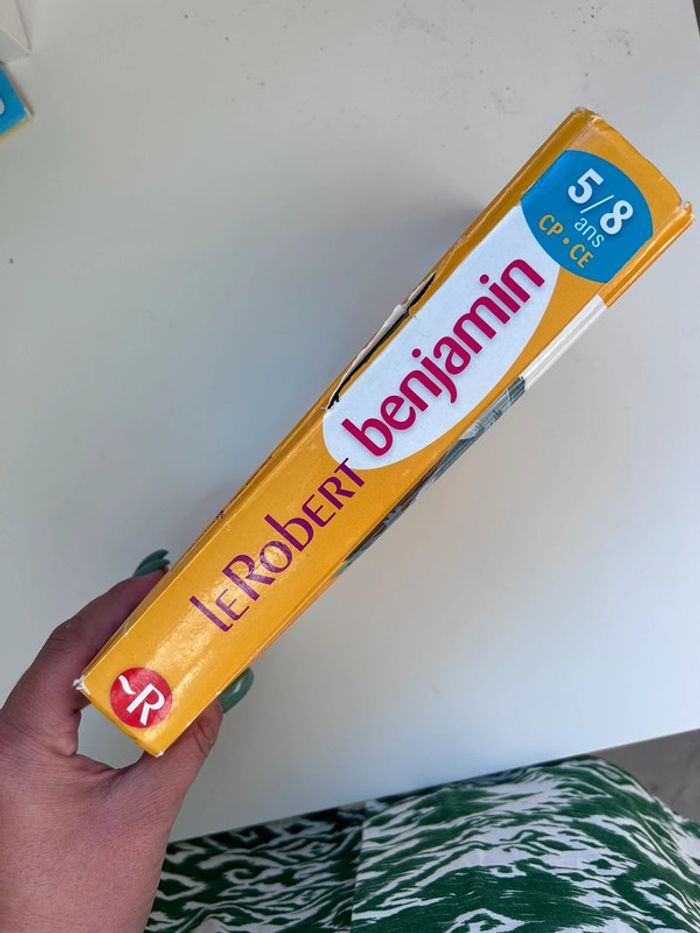 LE ROBERT benjamin
5/8
ans
CP • CE
~R